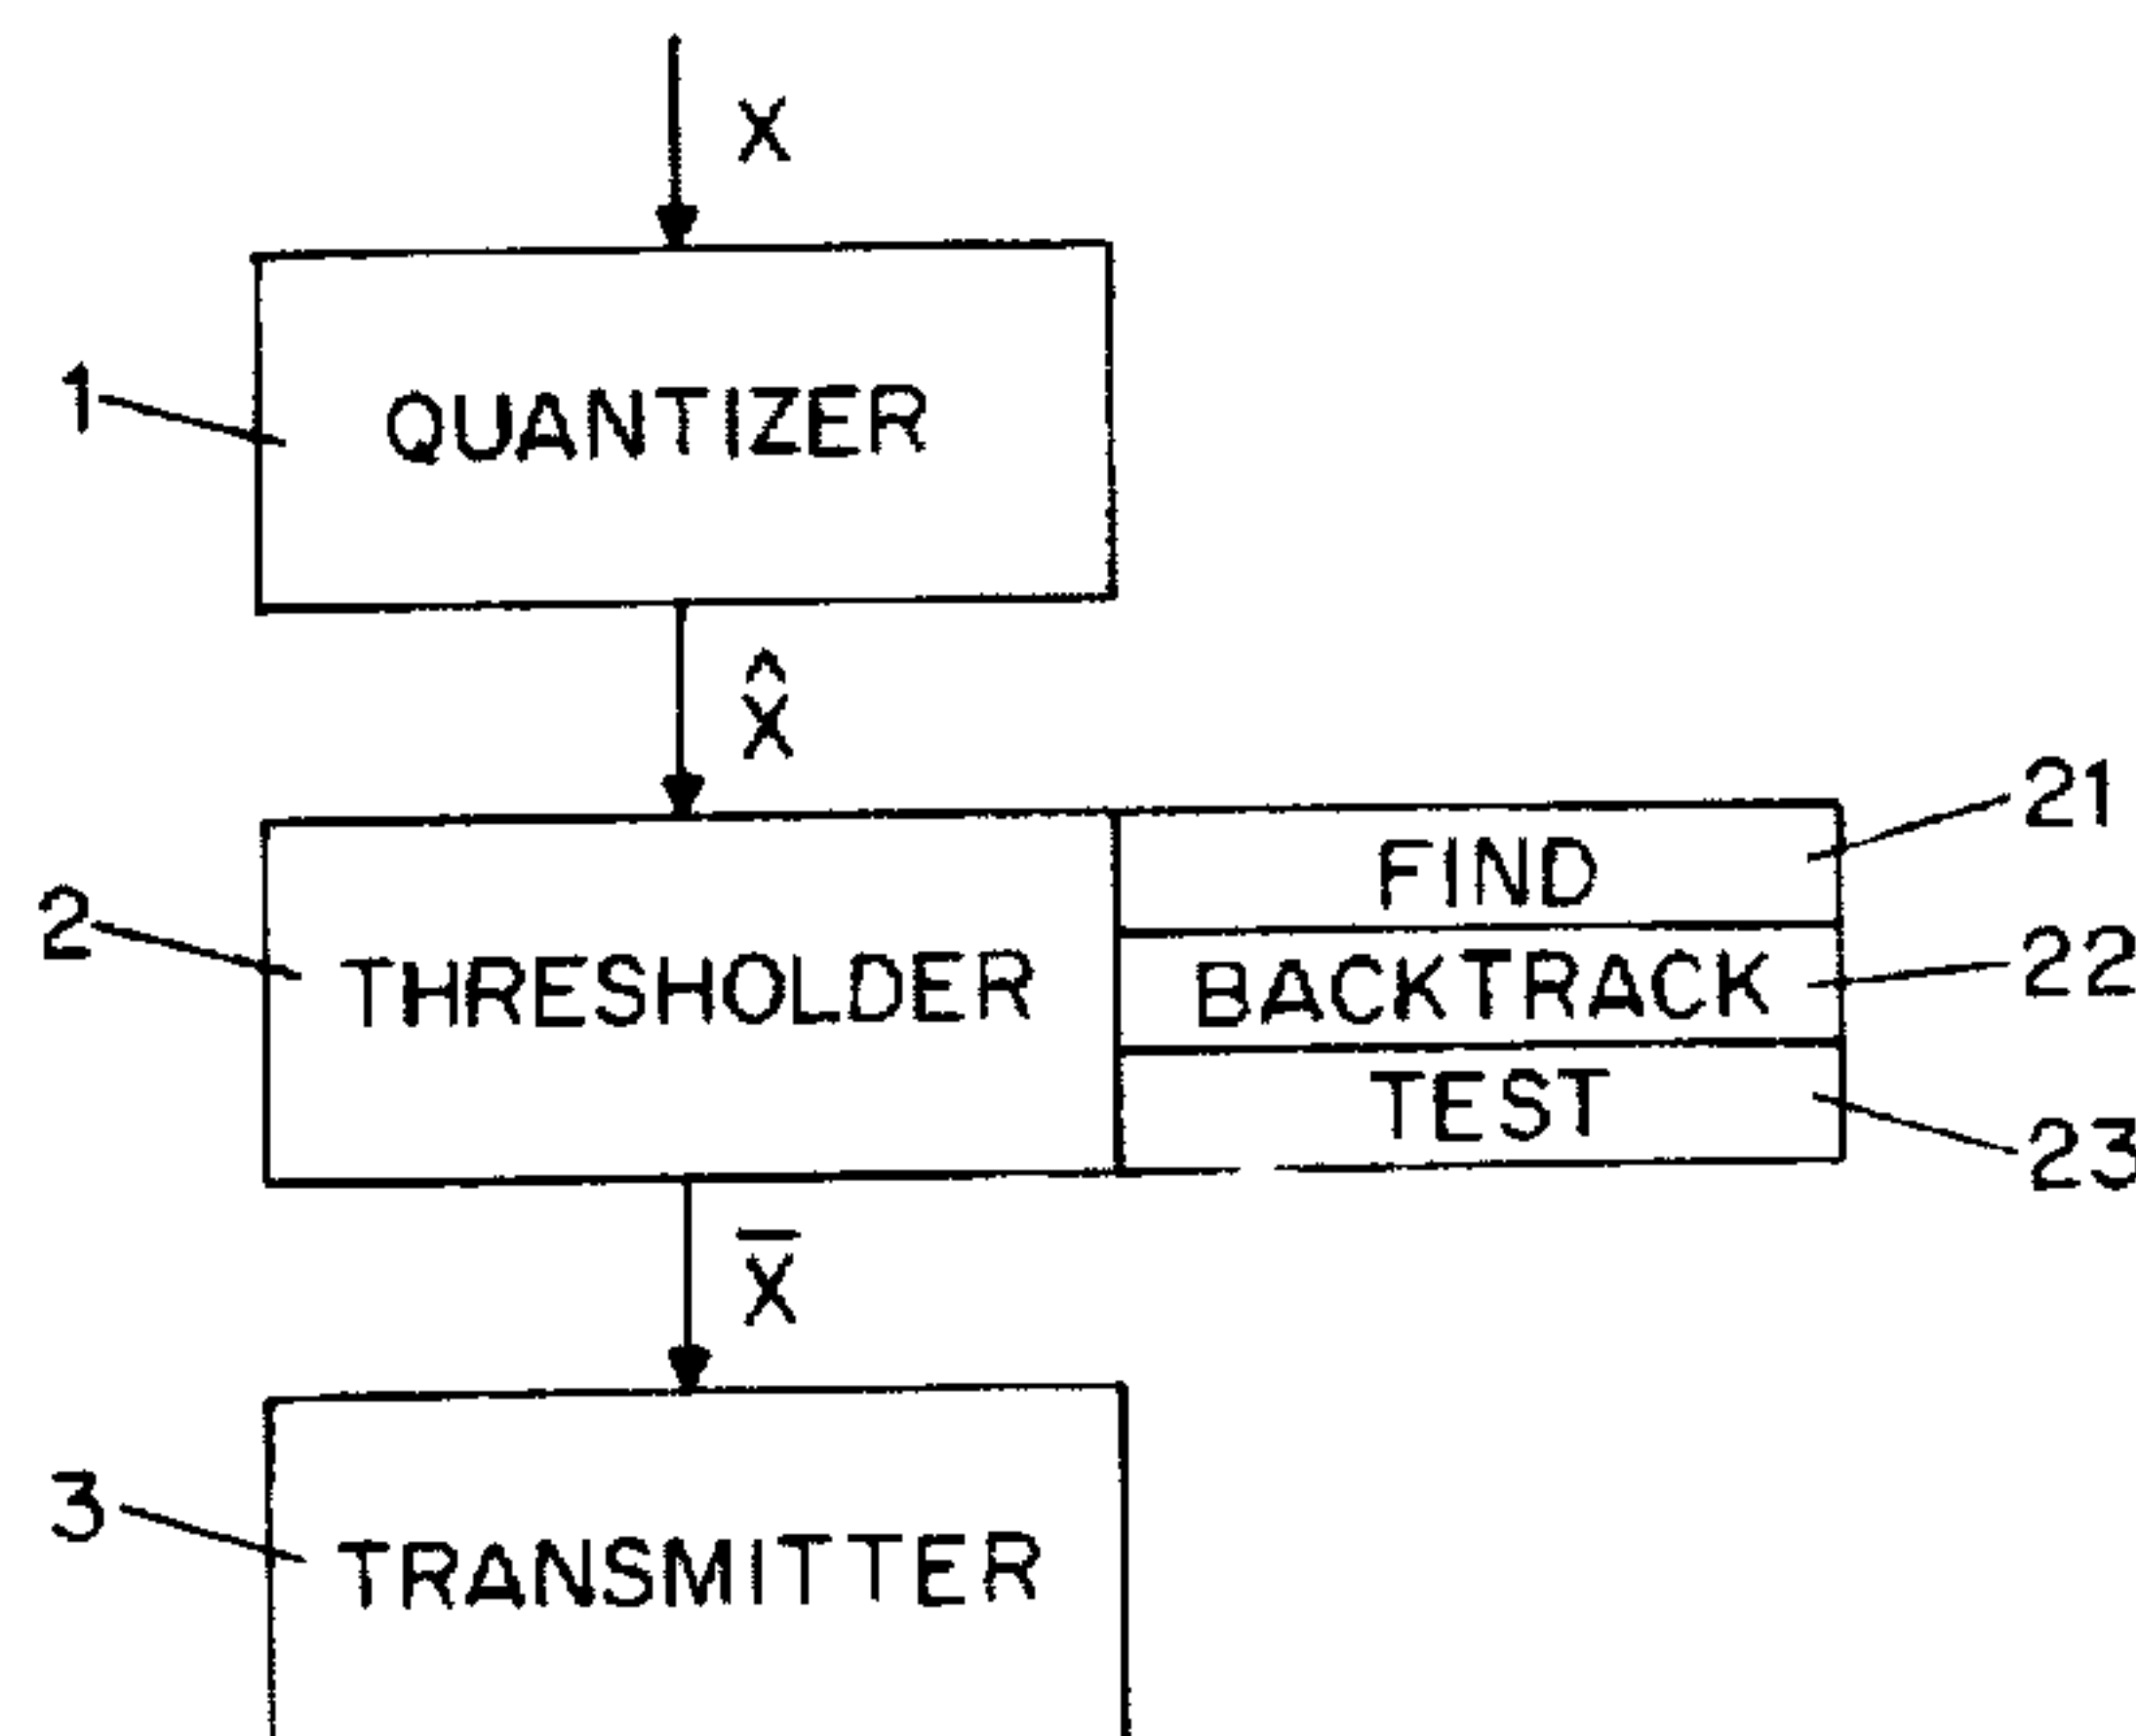 X
1
QUANTIZER
X̂
21
FIND
2
THRESHOLDER
BACKTRACK
22
TEST
23
X̅
3
TRANSMITTER